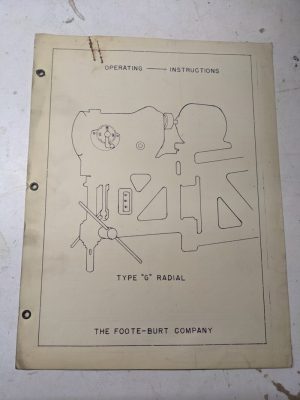 OPERATING —— INSTRUCTIONS
TYPE "G" RADIAL
THE FOOTE-BURT COMPANY